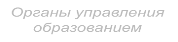 Органы управления
образованием